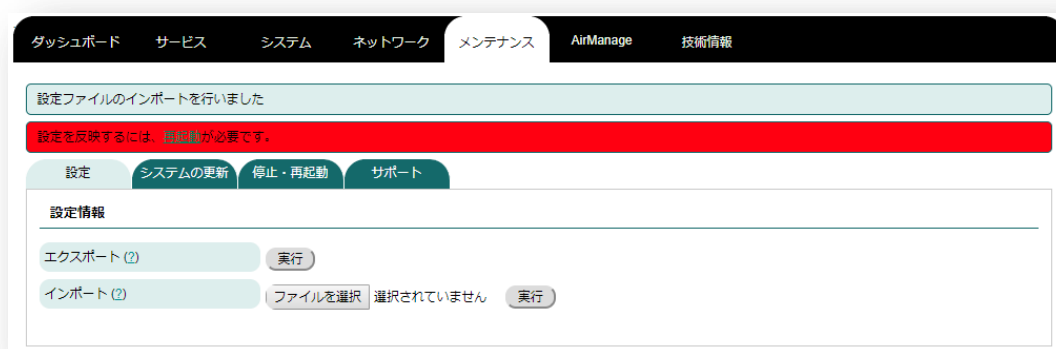 ダッシュボード サービス システム ネットワーク メンテナンス AirManage 技術情報
設定ファイルのインポートを行いました
設定を反映するには、再起動が必要です。
設定 システムの更新 停止・再起動 サポート
設定情報
エクスポート (?) 実行
インポート (?) ファイルを選択 選択されていません 実行